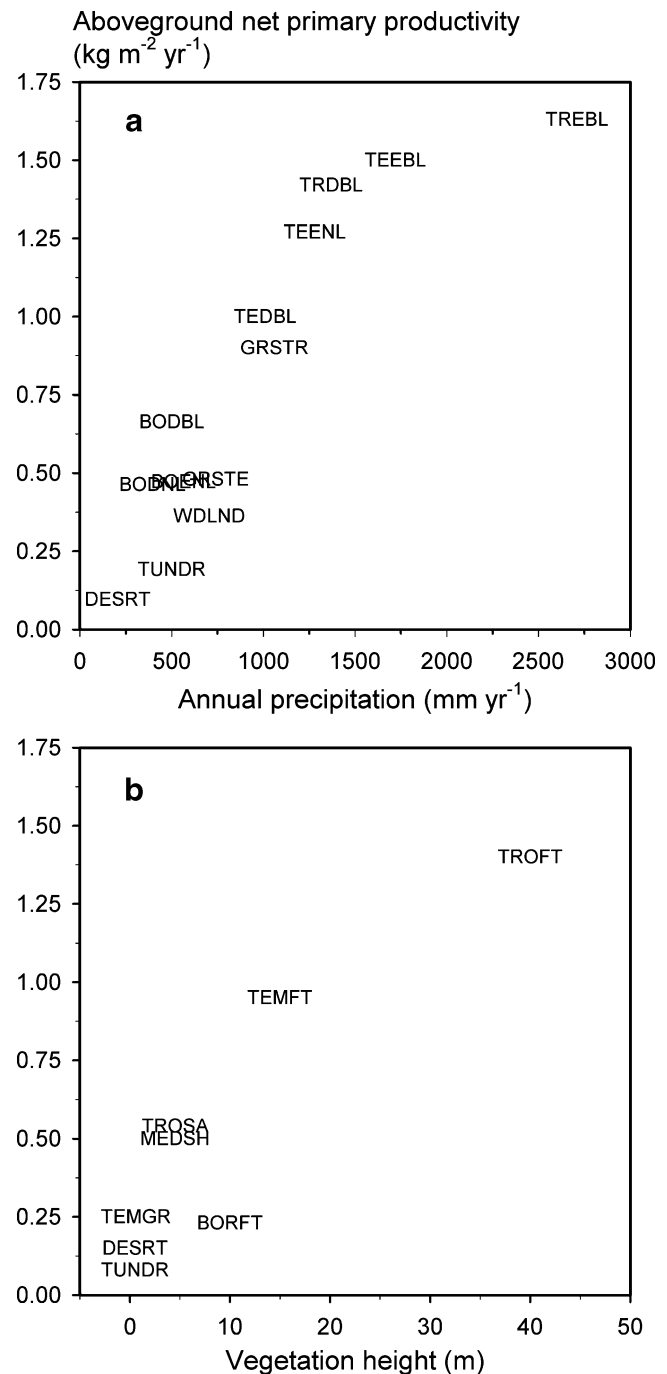 Aboveground net primary productivity
(kg m-2 yr-1)
1.75
a
TREBL
1.50
TEEBL
TRDBL
1.25
TEENL
1.00
TEDBL
GRSTR
0.75
BODBL
0.50
BODNL BOENL GRSTE
WDLND
0.25
TUNDR
DESRT
0.00
0 500 1000 1500 2000 2500 3000
Annual precipitation (mm yr-1)
1.75
b
1.50
TROFT
1.25
1.00
TEMFT
0.75
TROSA
0.50
MEDSH
0.25
TEMGR
BORFT
DESRT
TUNDR
0.00
0 10 20 30 40 50
Vegetation height (m)